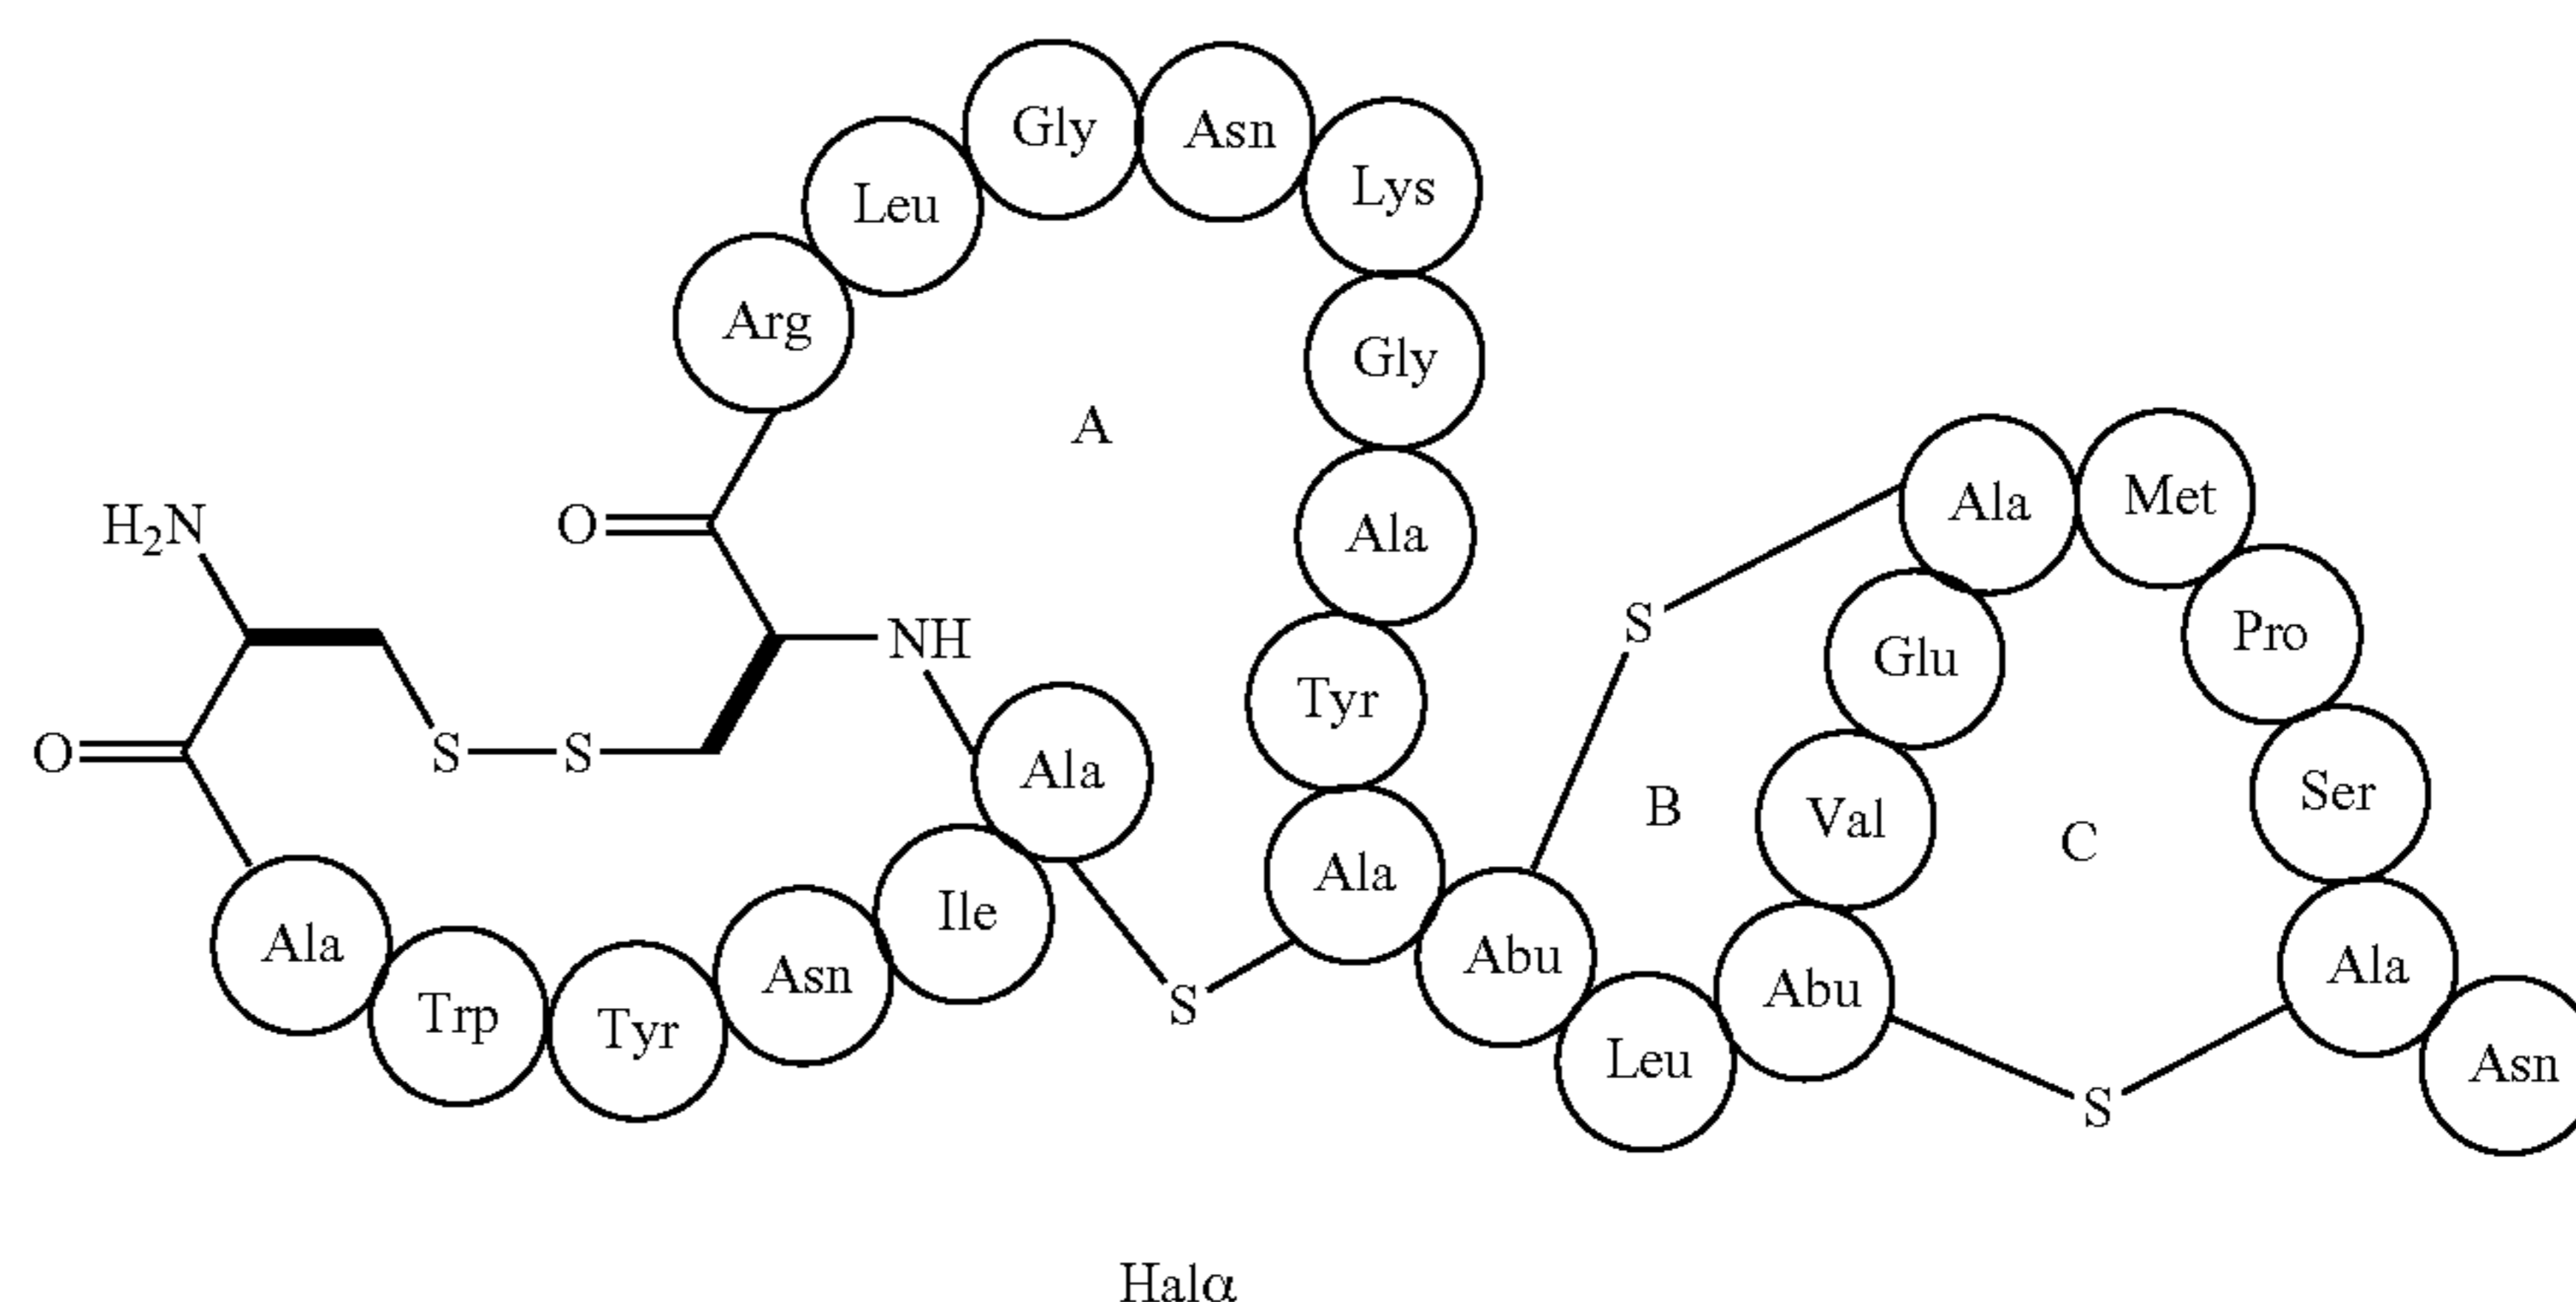 Gly Asn
Lys
Leu
Arg
Gly
A
Ala Met
H₂N
O
Ala
S
Pro
NH
Glu
Tyr
O
S S
Ala
B
Val
C
Ser
Ala
Ile
Ala
Trp
Tyr
Asn
S
Ala
Abu
Leu
Abu
S
Ala
Asn
Halα